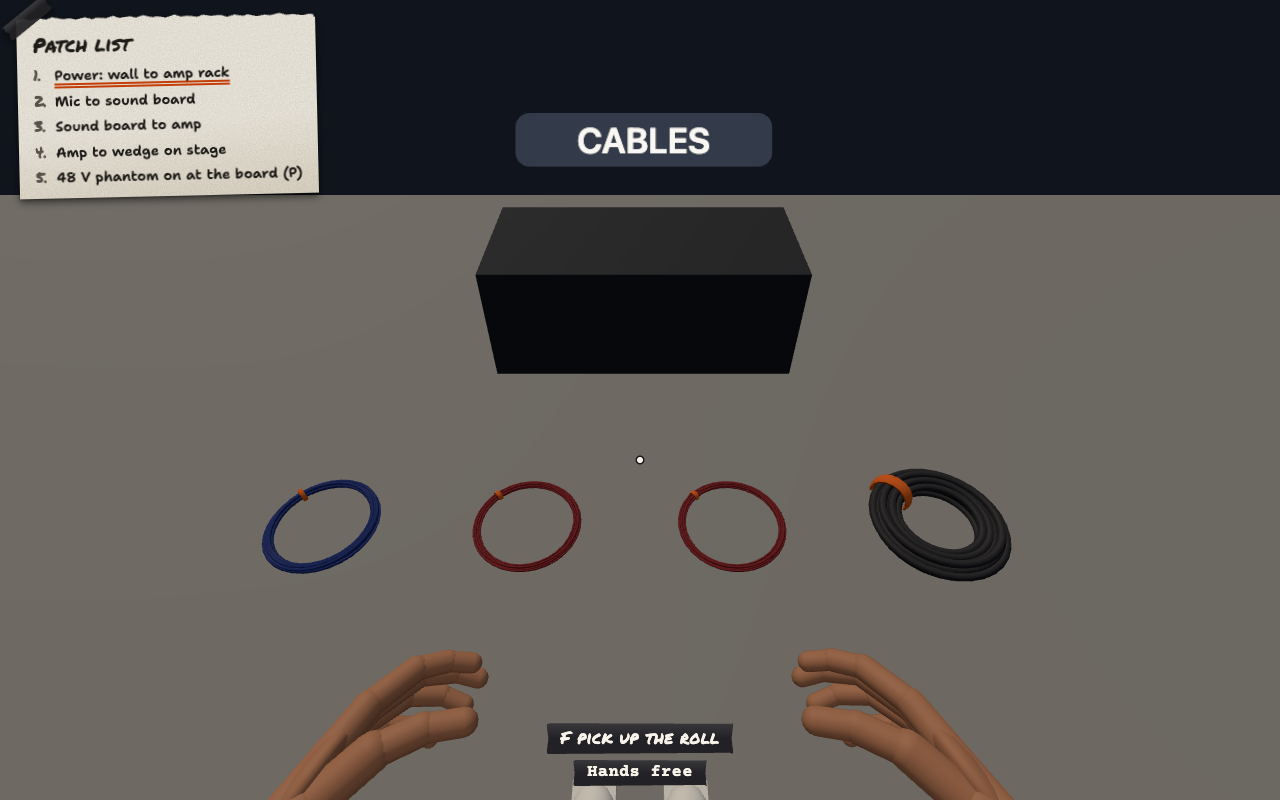 PATCH LIST
1. Power: wall to amp rack
2. Mic to sound board
3. Sound board to amp
4. Amp to wedge on stage
5. 48 V phantom on at the board (P)
CABLES
F PICK UP THE ROLL
Hands free